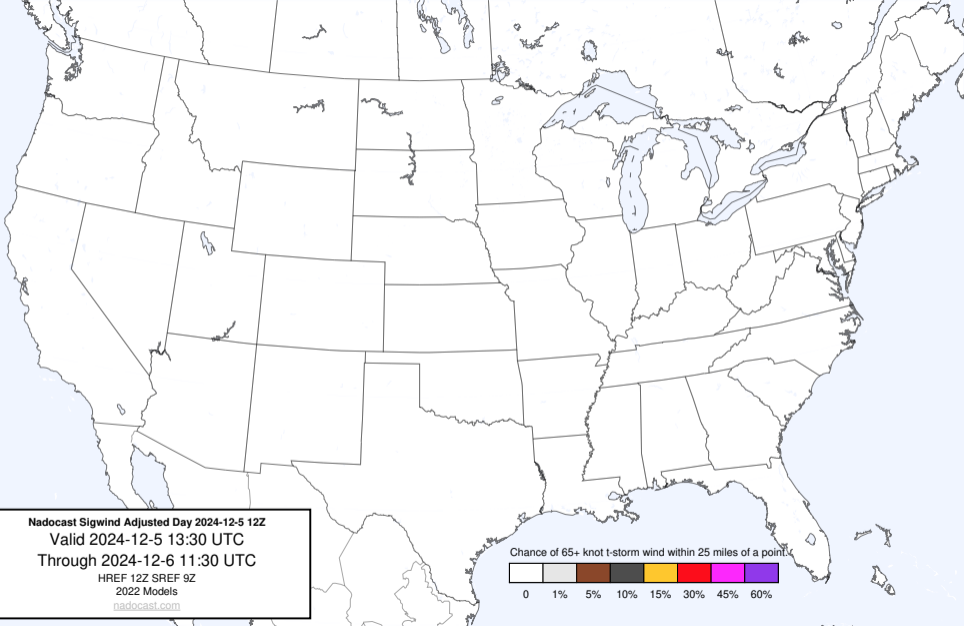 Nadocast Sigwind Adjusted Day 2024-12-5 12Z
Valid 2024-12-5 13:30 UTC
Through 2024-12-6 11:30 UTC
HREF 12Z SREF 9Z
2022 Models
nadocast.com
Chance of 65+ knot t-storm wind within 25 miles of a point.
0 1% 5% 10% 15% 30% 45% 60%